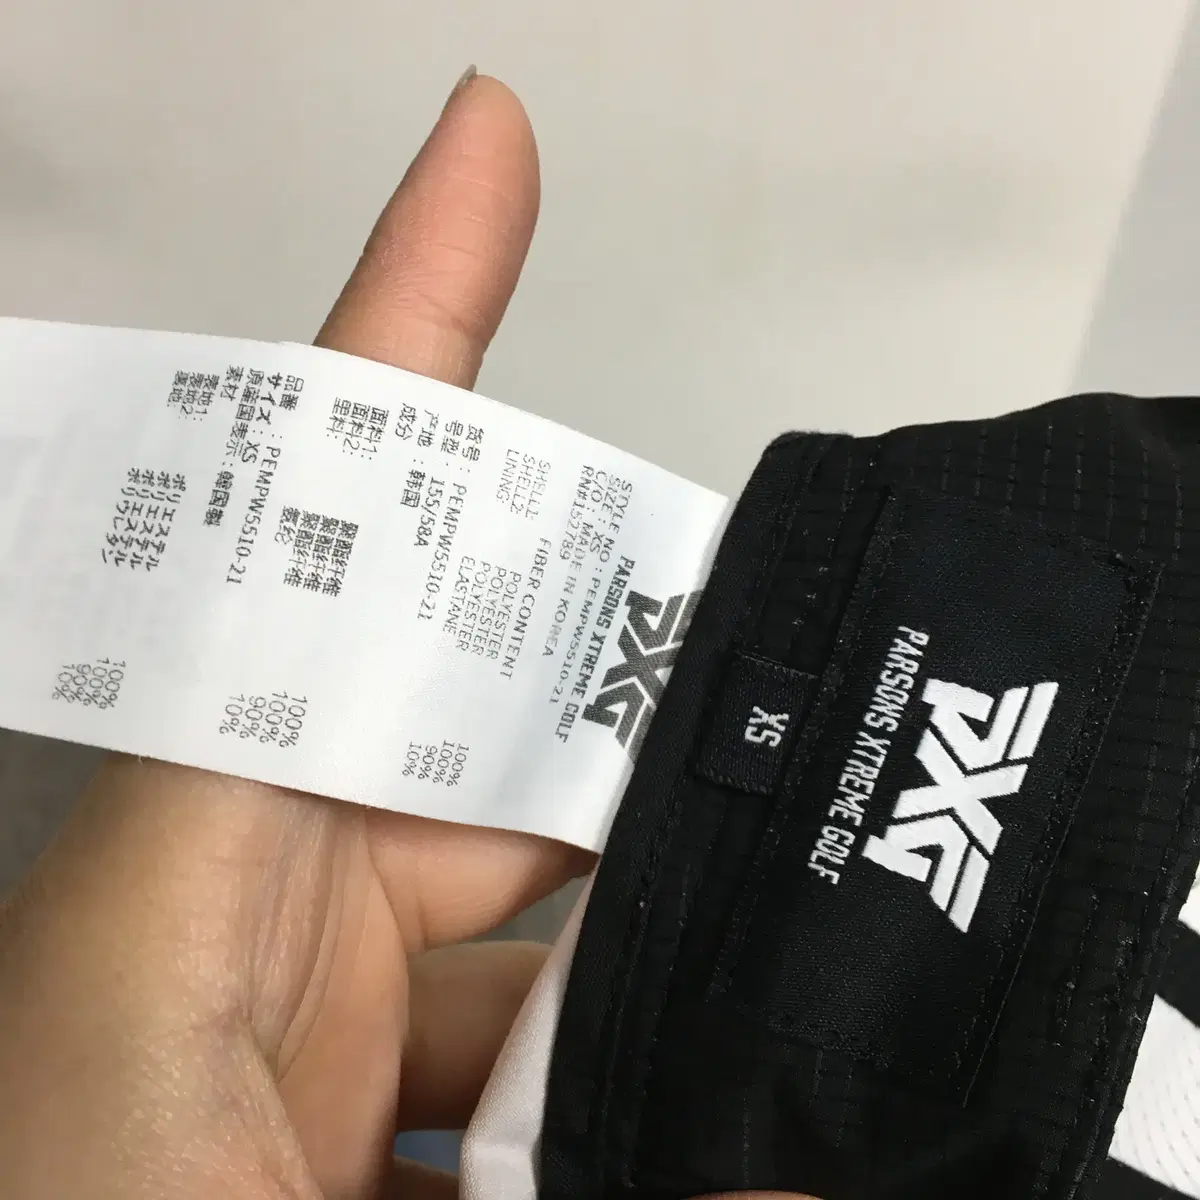 PXG
PARSONS XTREME GOLF
STYLE NO : PEMPW5510-21
SIZE : XS
C/O : MADE IN KOREA
RN#152789
FIBER CONTENT
SHELL1: POLYESTER 100%
SHELL2 POLYESTER 100%
LINING POLYESTER 90%
ELASTANE 10%
货号 : PEMPW5510-21
号型 : 155/58A
产地 : 韩国
成分
面料1: 聚酯纤维 100%
面料2: 聚酯纤维 100%
里料: 聚酯纤维 90%
氨纶 10%
品番 : PEMPW5510-21
サイズ : XS
原産国表示 : 韓国製
素材
表地1: ポリエステル 100%
表地2: ポリエステル 100%
裏地: ポリエステル 90%
ポリウレタン 10%
XS
PXG
PARSONS XTREME GOLF